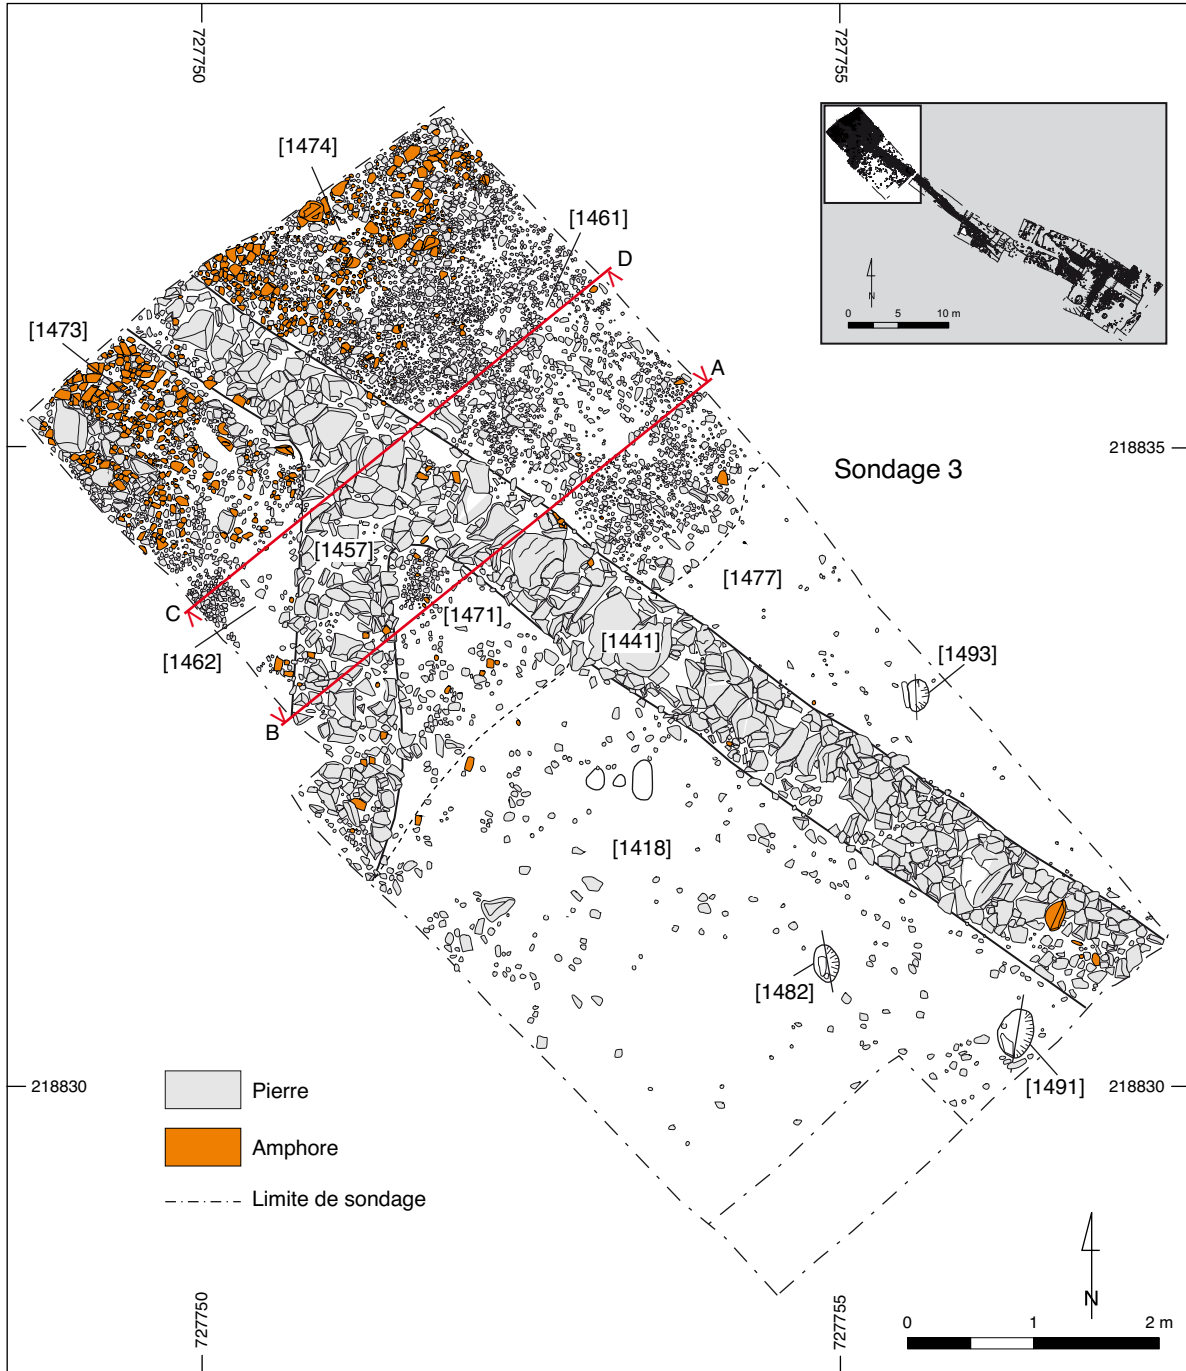 727750
727755
[1474]
[1461]
D
A
[1473]
N
0 5 10 m
218835
Sondage 3
[1457]
[1477]
C
[1471]
[1441]
[1462]
[1493]
B
[1418]
[1482]
[1491]
218830
218830
Pierre
Amphore
Limite de sondage
N
727750
727755
0 1 2 m